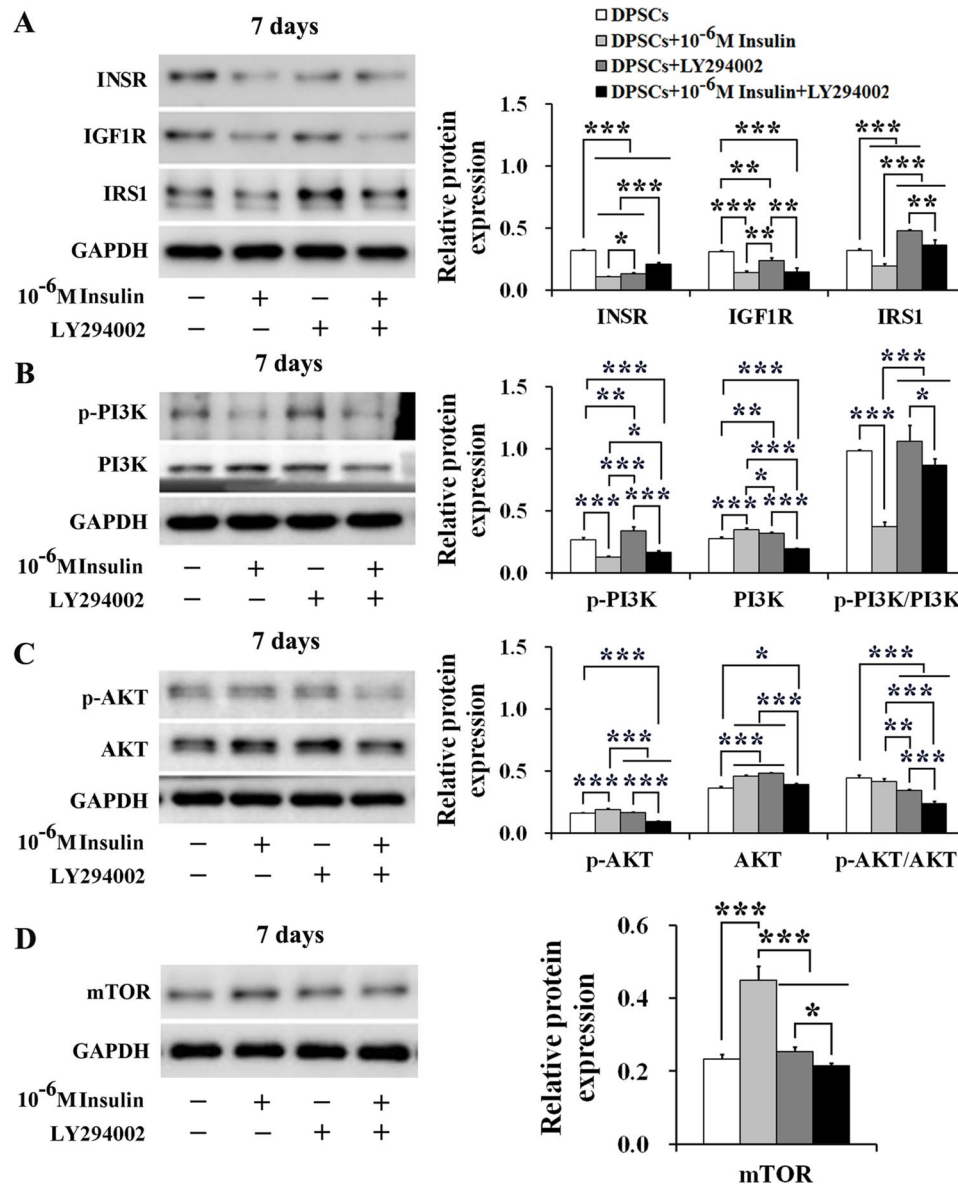 A
7 days
INSR
IGF1R
IRS1
GAPDH
10⁻⁶M Insulin − + − +
LY294002 − − + +
DPSCs
DPSCs+10⁻⁶M Insulin
DPSCs+LY294002
DPSCs+10⁻⁶M Insulin+LY294002
Relative protein
expression
1.5
1.0
0.5
0.0
*** *** * ***
*** ** *** ** ** **
*** *** **
INSR IGF1R IRS1
B
7 days
p-PI3K
PI3K
GAPDH
10⁻⁶M Insulin − + − +
LY294002 − − + +
Relative protein
expression
1.5
1.0
0.5
0.0
*** ** * *** *** ***
*** ** *** * *** ***
*** *** *
p-PI3K PI3K p-PI3K/PI3K
C
7 days
p-AKT
AKT
GAPDH
10⁻⁶M Insulin − + − +
LY294002 − − + +
Relative protein
expression
1.5
1.0
0.5
0.0
*** *** *** ***
* *** ***
*** *** ** ***
p-AKT AKT p-AKT/AKT
D
7 days
mTOR
GAPDH
10⁻⁶M Insulin − + − +
LY294002 − − + +
Relative protein
expression
0.6
0.4
0.2
0.0
*** *** *
mTOR